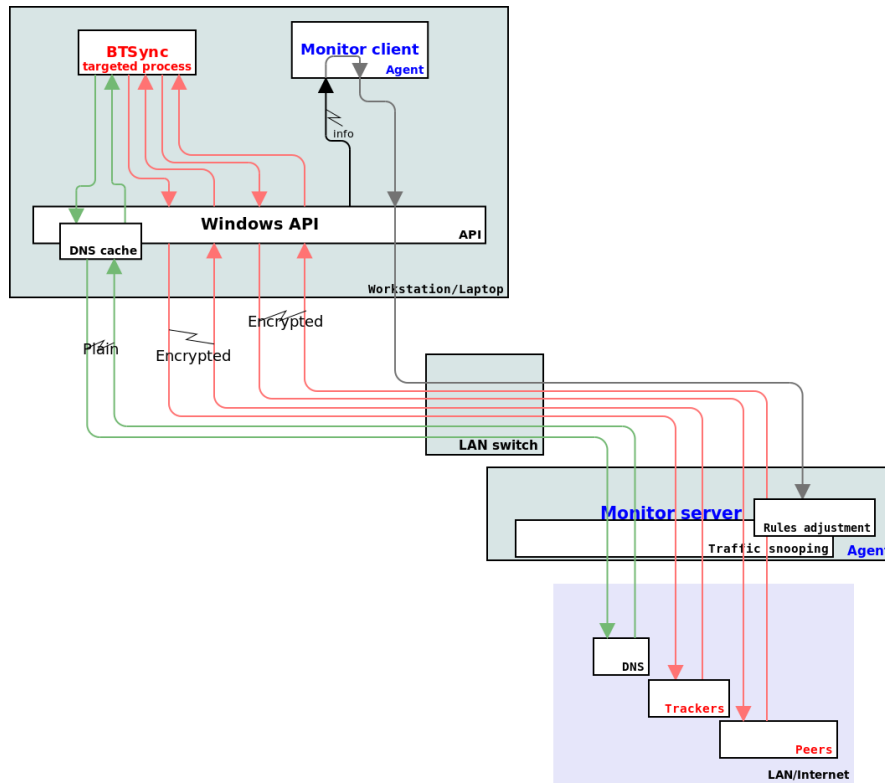 BTSync
targeted process
Monitor client
Agent
info
Windows API
API
DNS cache
Workstation/Laptop
Encrypted
Plain
Encrypted
LAN switch
Monitor server
Rules adjustment
Traffic snooping
Agent
DNS
Trackers
Peers
LAN/Internet